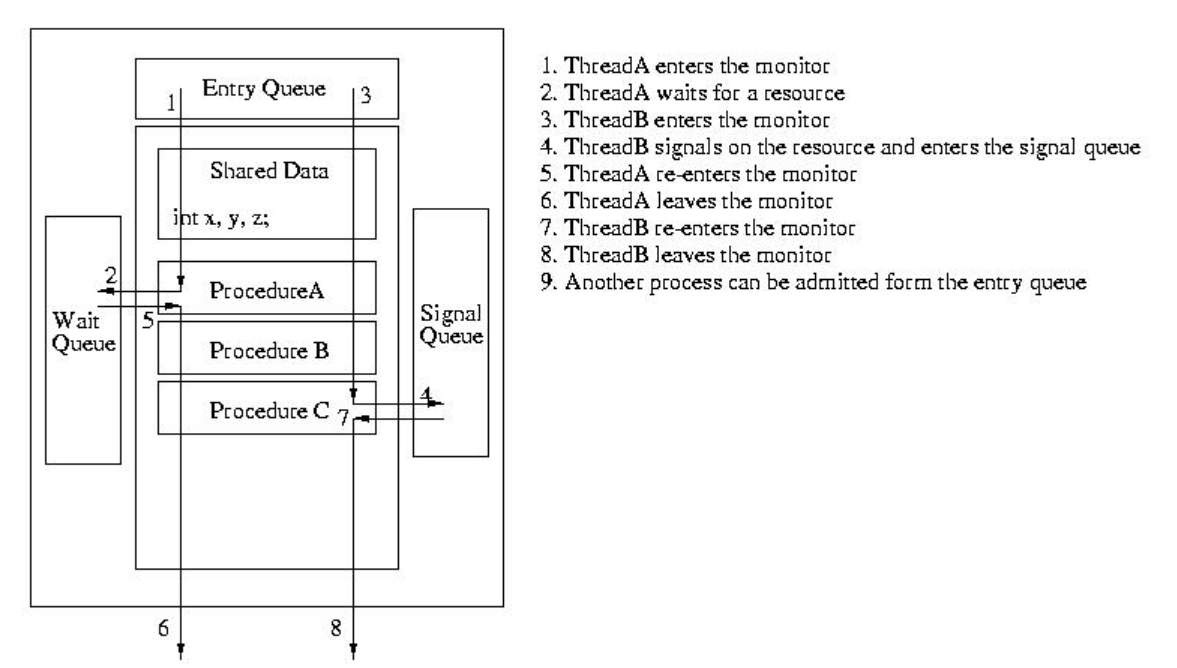 Entry Queue
1
3
Shared Data
int x, y, z;
2
ProcedureA
5
Wait
Queue
Procedure B
Signal
Queue
4
Procedure C
7
6
8
1. ThreadA enters the monitor
2. ThreadA waits for a resource
3. ThreadB enters the monitor
4. ThreadB signals on the resource and enters the signal queue
5. ThreadA re-enters the monitor
6. ThreadA leaves the monitor
7. ThreadB re-enters the monitor
8. ThreadB leaves the monitor
9. Another process can be admitted form the entry queue